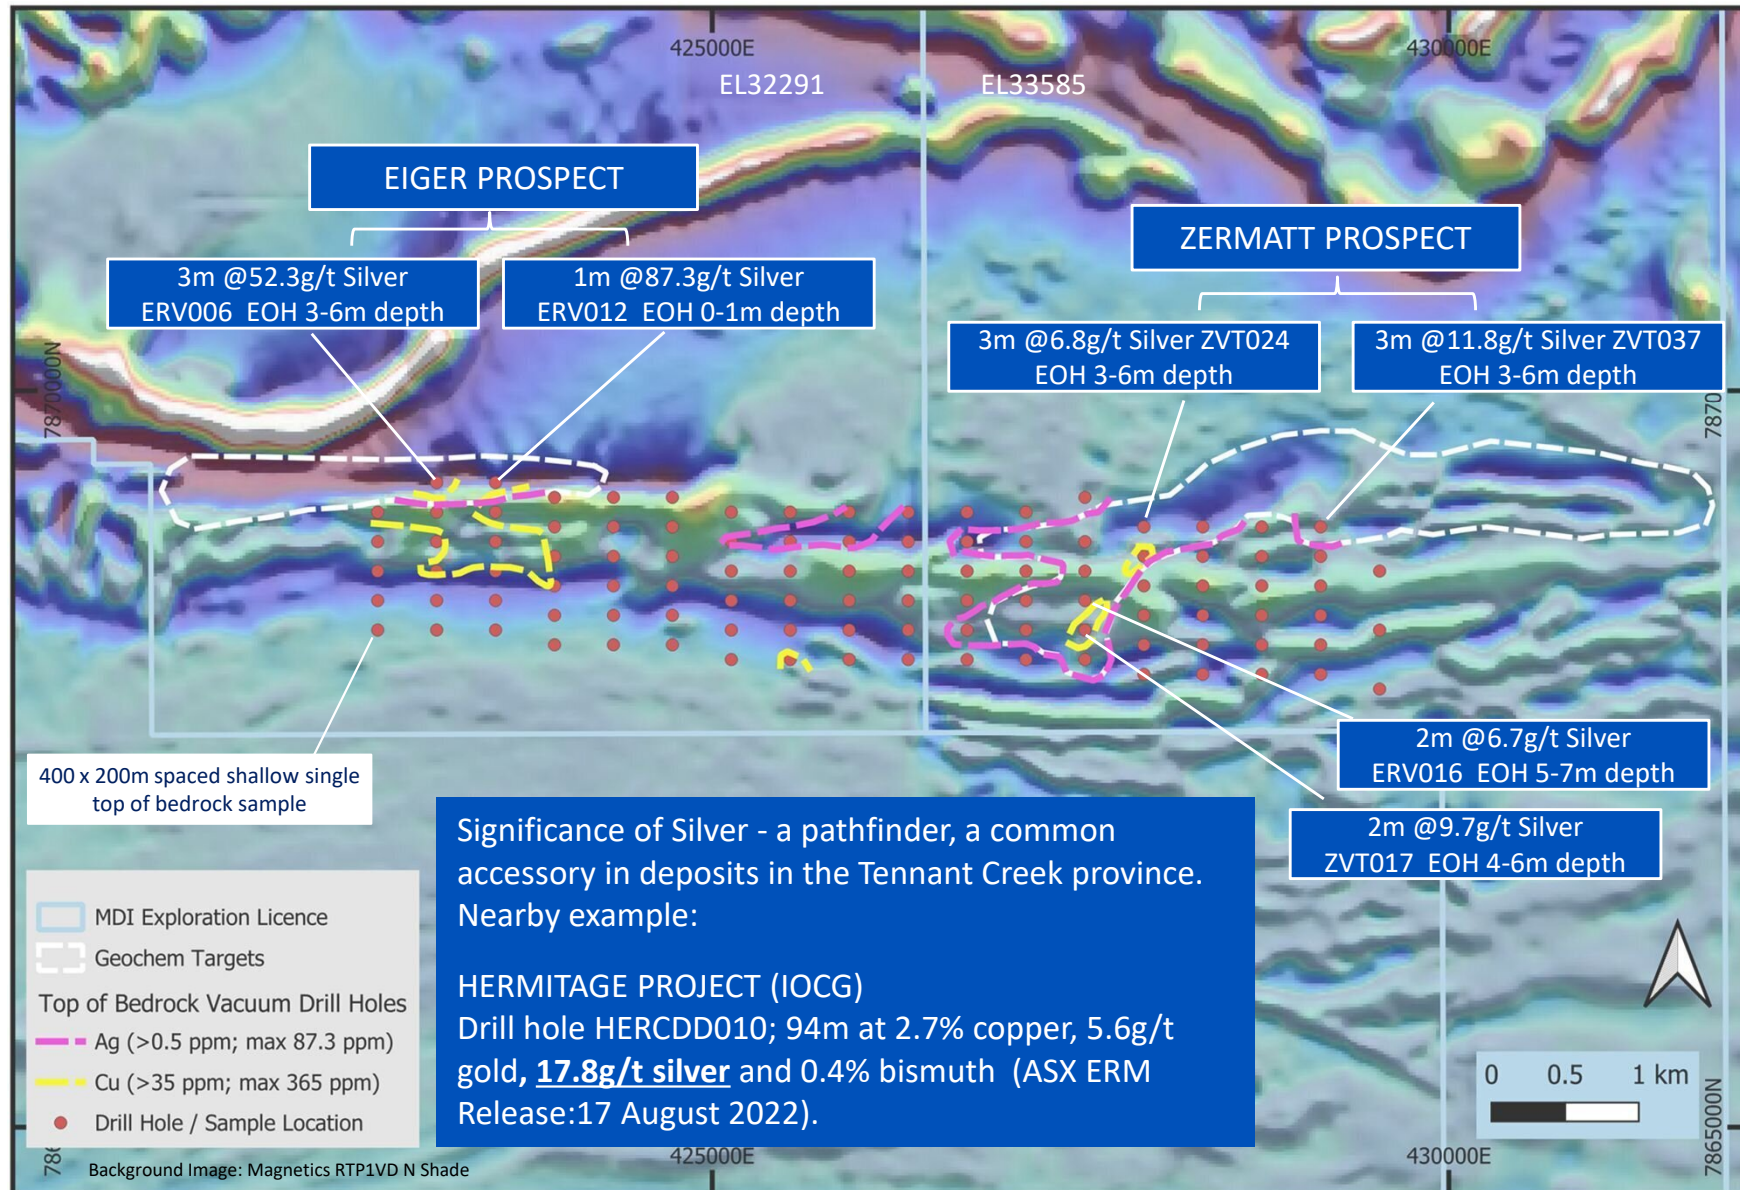 425000E
430000E
EL32291
EL33585
EIGER PROSPECT
ZERMATT PROSPECT
3m @52.3g/t Silver
ERV006 EOH 3-6m depth
1m @87.3g/t Silver
ERV012 EOH 0-1m depth
3m @6.8g/t Silver ZVT024
EOH 3-6m depth
3m @11.8g/t Silver ZVT037
EOH 3-6m depth
7870000N
7870
2m @6.7g/t Silver
ERV016 EOH 5-7m depth
2m @9.7g/t Silver
ZVT017 EOH 4-6m depth
400 x 200m spaced shallow single
top of bedrock sample
Significance of Silver - a pathfinder, a common
accessory in deposits in the Tennant Creek province.
Nearby example:
HERMITAGE PROJECT (IOCG)
Drill hole HERCDD010; 94m at 2.7% copper, 5.6g/t
gold, 17.8g/t silver and 0.4% bismuth (ASX ERM
Release:17 August 2022).
MDI Exploration Licence
Geochem Targets
Top of Bedrock Vacuum Drill Holes
Ag (>0.5 ppm; max 87.3 ppm)
Cu (>35 ppm; max 365 ppm)
Drill Hole / Sample Location
0 0.5 1 km
786
7865000N
425000E
430000E
Background Image: Magnetics RTP1VD N Shade